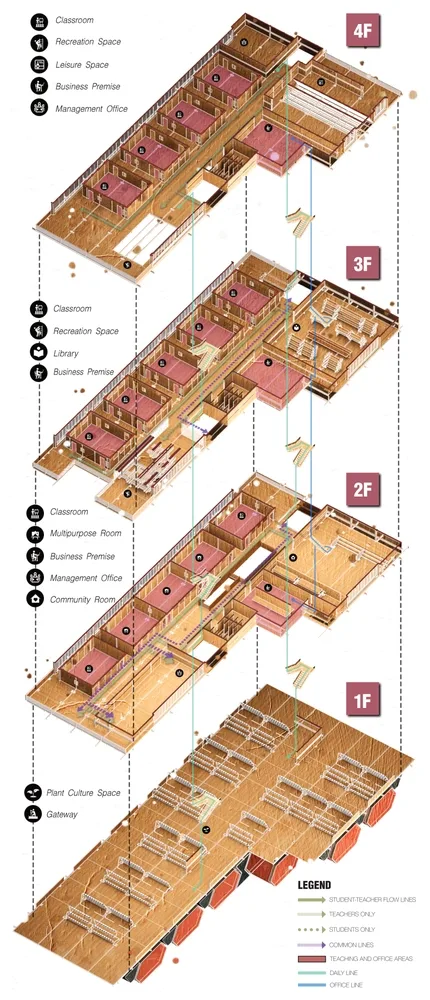 Classroom
Recreation Space
Leisure Space
Business Premise
Management Office
4F
3F
Classroom
Recreation Space
Library
Business Premise
2F
Classroom
Multipurpose Room
Business Premise
Management Office
Community Room
1F
Plant Culture Space
Gateway
LEGEND
STUDENT-TEACHER FLOW LINES
TEACHERS ONLY
STUDENTS ONLY
COMMON LINES
TEACHING AND OFFICE AREAS
DAILY LINE
OFFICE LINE